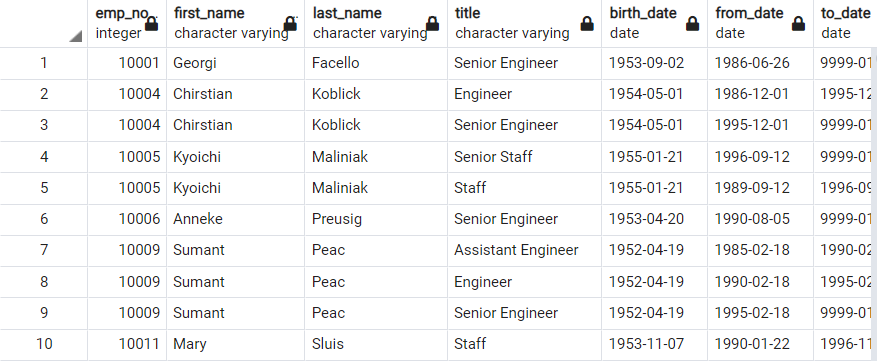 emp_no first_name last_name title birth_date from_date to_date
integer character varying character varying character varying date date date
1 10001 Georgi Facello Senior Engineer 1953-09-02 1986-06-26 9999-01
2 10004 Chirstian Koblick Engineer 1954-05-01 1986-12-01 1995-12
3 10004 Chirstian Koblick Senior Engineer 1954-05-01 1995-12-01 9999-01
4 10005 Kyoichi Maliniak Senior Staff 1955-01-21 1996-09-12 9999-01
5 10005 Kyoichi Maliniak Staff 1955-01-21 1989-09-12 1996-09
6 10006 Anneke Preusig Senior Engineer 1953-04-20 1990-08-05 9999-01
7 10009 Sumant Peac Assistant Engineer 1952-04-19 1985-02-18 1990-02
8 10009 Sumant Peac Engineer 1952-04-19 1990-02-18 1995-02
9 10009 Sumant Peac Senior Engineer 1952-04-19 1995-02-18 9999-01
10 10011 Mary Sluis Staff 1953-11-07 1990-01-22 1996-11